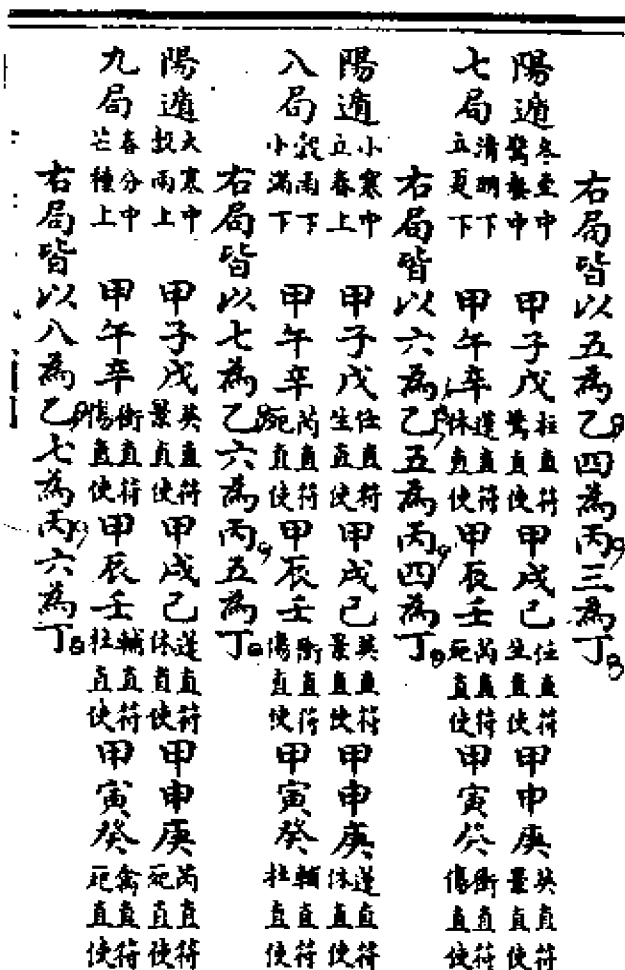 右局皆以五為乙四為丙三為丁
陽遁冬至中驚蟄中甲子戊柱直符驚直使甲戌己任直符生直使甲申庚英直符景直使
七局清明下立夏下甲午辛蓬直符休直使甲辰壬芮直符死直使甲寅癸衝直符傷直使
右局皆以六為乙五為丙四為丁
陽遁小寒中立春上甲子戊任直符生直使甲戌己英直符景直使甲申庚蓬直符休直使
八局穀雨下小滿下甲午辛芮直符死直使甲辰壬衝直符傷直使甲寅癸輔直符柱直使
右局皆以七為乙六為丙五為丁
陽遁大寒中穀雨上甲子戊英直符景直使甲戌己蓬直符休直使甲申庚芮直符死直使
九局春分中芒種上甲午辛衝直符傷直使甲辰壬輔直符柱直使甲寅癸禽直符死直使
右局皆以八為乙七為丙六為丁